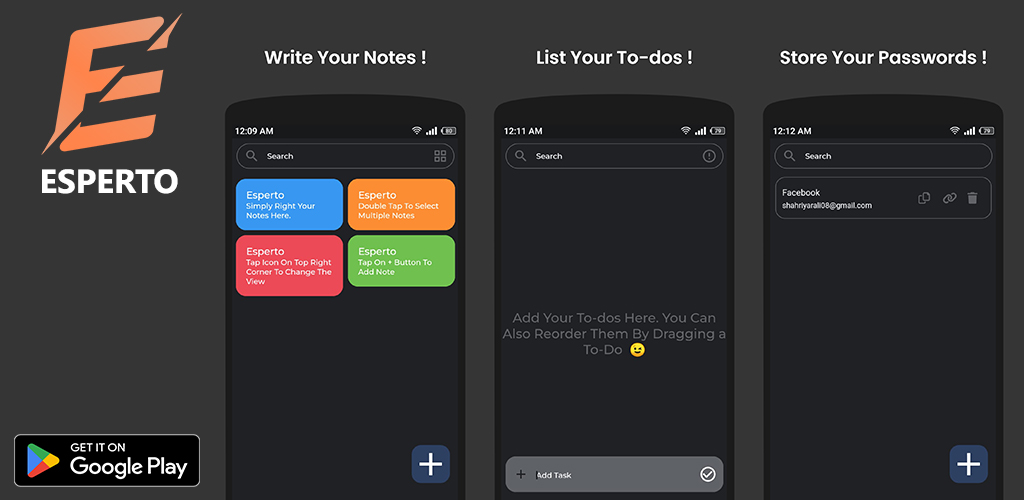 ESPERTO
GET IT ON
Google Play
Write Your Notes !
12:09 AM
80
Search
Esperto
Simply Right Your
Notes Here.
Esperto
Double Tap To Select
Multiple Notes
Esperto
Tap Icon On Top Right
Corner To Change The
View
Esperto
Tap On + Button To
Add Note
List Your To-dos !
12:11 AM
79
Search
Add Your To-dos Here. You Can
Also Reorder Them By Dragging a
To-Do 😉
Add Task
Store Your Passwords !
12:12 AM
79
Search
Facebook
shahriyarali08@gmail.com